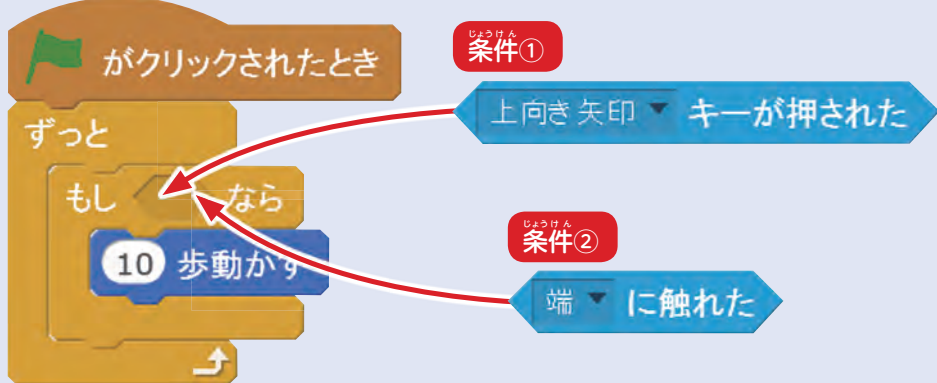 がクリックされたとき
ずっと
もし なら
10 歩動かす
じょうけん
条件①
上向き矢印 キーが押された
じょうけん
条件②
端 に触れた